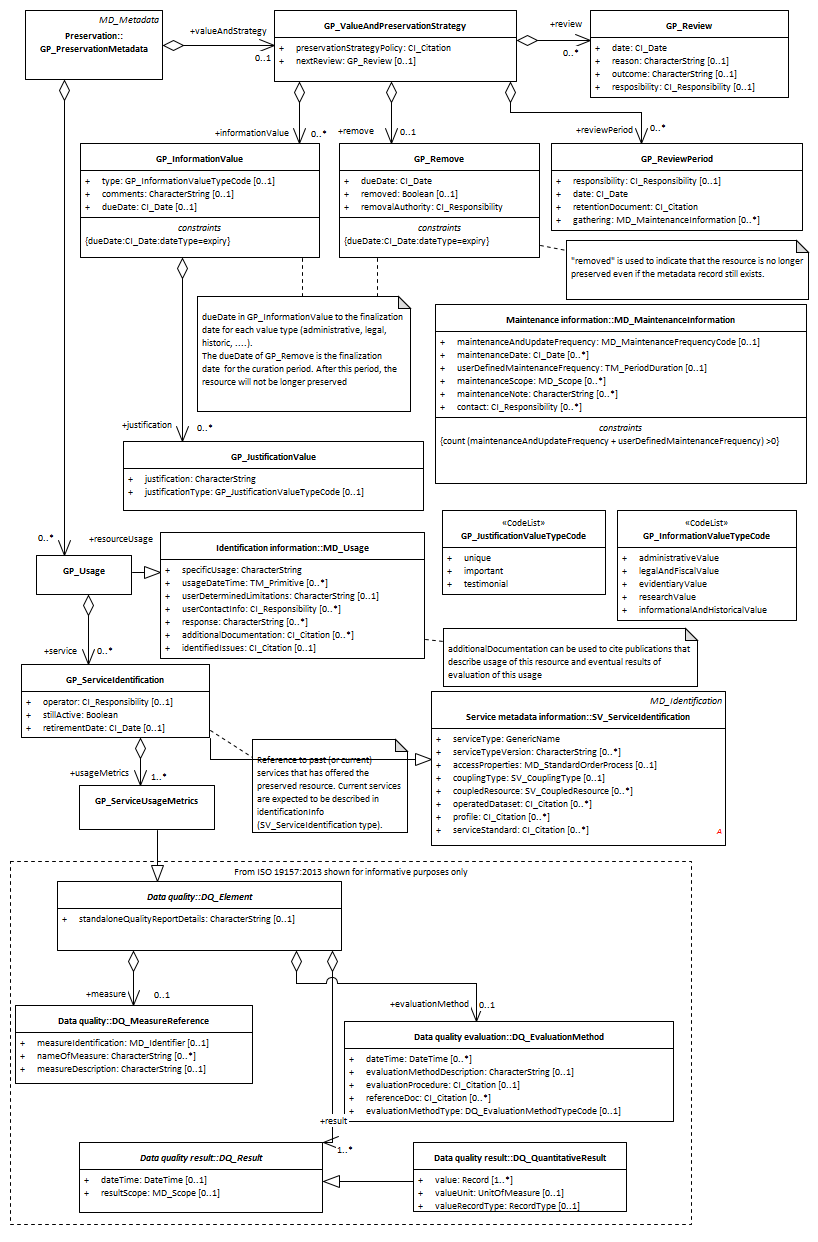 MD_Metadata
Preservation::
GP_PreservationMetadata
+valueAndStrategy
0..1
GP_ValueAndPreservationStrategy
+ preservationStrategyPolicy: CI_Citation
+ nextReview: GP_Review [0..1]
+review
0..*
GP_Review
+ date: CI_Date
+ reason: CharacterString [0..1]
+ outcome: CharacterString [0..1]
+ resposibility: CI_Responsibility [0..1]
+informationValue
0..*
+remove
0..1
+reviewPeriod
0..*
GP_InformationValue
+ type: GP_InformationValueTypeCode [0..1]
+ comments: CharacterString [0..1]
+ dueDate: CI_Date [0..1]
constraints
{dueDate:CI_Date:dateType=expiry}
GP_Remove
+ dueDate: CI_Date
+ removed: Boolean [0..1]
+ removalAuthority: CI_Responsibility
constraints
{dueDate:CI_Date:dateType=expiry}
GP_ReviewPeriod
+ responsibility: CI_Responsibility [0..1]
+ date: CI_Date
+ retentionDocument: CI_Citation
+ gathering: MD_MaintenanceInformation [0..*]
"removed" is used to indicate that the resource is no longer
preserved even if the metadata record still exists.
dueDate in GP_InformationValue to the finalization
date for each value type (administrative, legal,
historic, ....).
The dueDate of GP_Remove is the finalization
date for the curation period. After this period, the
resource will not be longer preserved
Maintenance information::MD_MaintenanceInformation
+ maintenanceAndUpdateFrequency: MD_MaintenanceFrequencyCode [0..1]
+ maintenanceDate: CI_Date [0..*]
+ userDefinedMaintenanceFrequency: TM_PeriodDuration [0..1]
+ maintenanceScope: MD_Scope [0..*]
+ maintenanceNote: CharacterString [0..*]
+ contact: CI_Responsibility [0..*]
constraints
{count (maintenanceAndUpdateFrequency + userDefinedMaintenanceFrequency) >0}
+justification
0..*
GP_JustificationValue
+ justification: CharacterString
+ justificationType: GP_JustificationValueTypeCode [0..1]
«CodeList»
GP_JustificationValueTypeCode
+ unique
+ important
+ testimonial
«CodeList»
GP_InformationValueTypeCode
+ administrativeValue
+ legalAndFiscalValue
+ evidentiaryValue
+ researchValue
+ informationalAndHistoricalValue
0..*
+resourceUsage
GP_Usage
Identification information::MD_Usage
+ specificUsage: CharacterString
+ usageDateTime: TM_Primitive [0..*]
+ userDeterminedLimitations: CharacterString [0..1]
+ userContactInfo: CI_Responsibility [0..*]
+ response: CharacterString [0..*]
+ additionalDocumentation: CI_Citation [0..*]
+ identifiedIssues: CI_Citation [0..1]
additionalDocumentation can be used to cite publications that
describe usage of this resource and eventual results of
evaluation of this usage
+service
0..*
GP_ServiceIdentification
+ operator: CI_Responsibility [0..1]
+ stillActive: Boolean
+ retirementDate: CI_Date [0..1]
MD_Identification
Service metadata information::SV_ServiceIdentification
+ serviceType: GenericName
+ serviceTypeVersion: CharacterString [0..*]
+ accessProperties: MD_StandardOrderProcess [0..1]
+ couplingType: SV_CouplingType [0..1]
+ coupledResource: SV_CoupledResource [0..*]
+ operatedDataset: CI_Citation [0..*]
+ profile: CI_Citation [0..*]
+ serviceStandard: CI_Citation [0..*]
A
Reference to past (or current)
services that has offered the
preserved resource. Current services
are expected to be described in
identificationInfo
(SV_ServiceIdentification type).
+usageMetrics
1..*
GP_ServiceUsageMetrics
From ISO 19157:2013 shown for informative purposes only
Data quality::DQ_Element
+ standaloneQualityReportDetails: CharacterString [0..1]
+measure
0..1
+evaluationMethod
0..1
Data quality::DQ_MeasureReference
+ measureIdentification: MD_Identifier [0..1]
+ nameOfMeasure: CharacterString [0..*]
+ measureDescription: CharacterString [0..1]
Data quality evaluation::DQ_EvaluationMethod
+ dateTime: DateTime [0..*]
+ evaluationMethodDescription: CharacterString [0..1]
+ evaluationProcedure: CI_Citation [0..1]
+ referenceDoc: CI_Citation [0..*]
+ evaluationMethodType: DQ_EvaluationMethodTypeCode [0..1]
+result
1..*
Data quality result::DQ_Result
+ dateTime: DateTime [0..1]
+ resultScope: MD_Scope [0..1]
Data quality result::DQ_QuantitativeResult
+ value: Record [1..*]
+ valueUnit: UnitOfMeasure [0..1]
+ valueRecordType: RecordType [0..1]